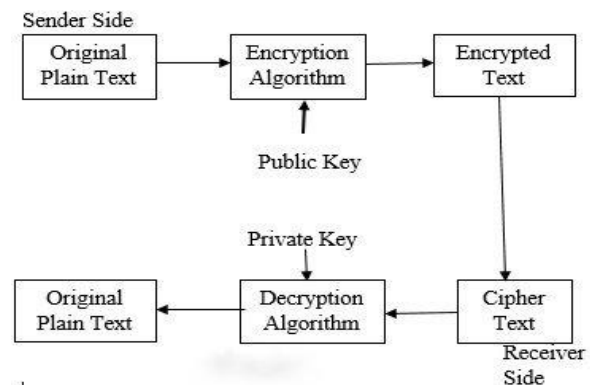 Sender Side
Original
Plain Text
Encryption
Algorithm
Encrypted
Text
Public Key
Private Key
Original
Plain Text
Decryption
Algorithm
Cipher
Text
Receiver
Side